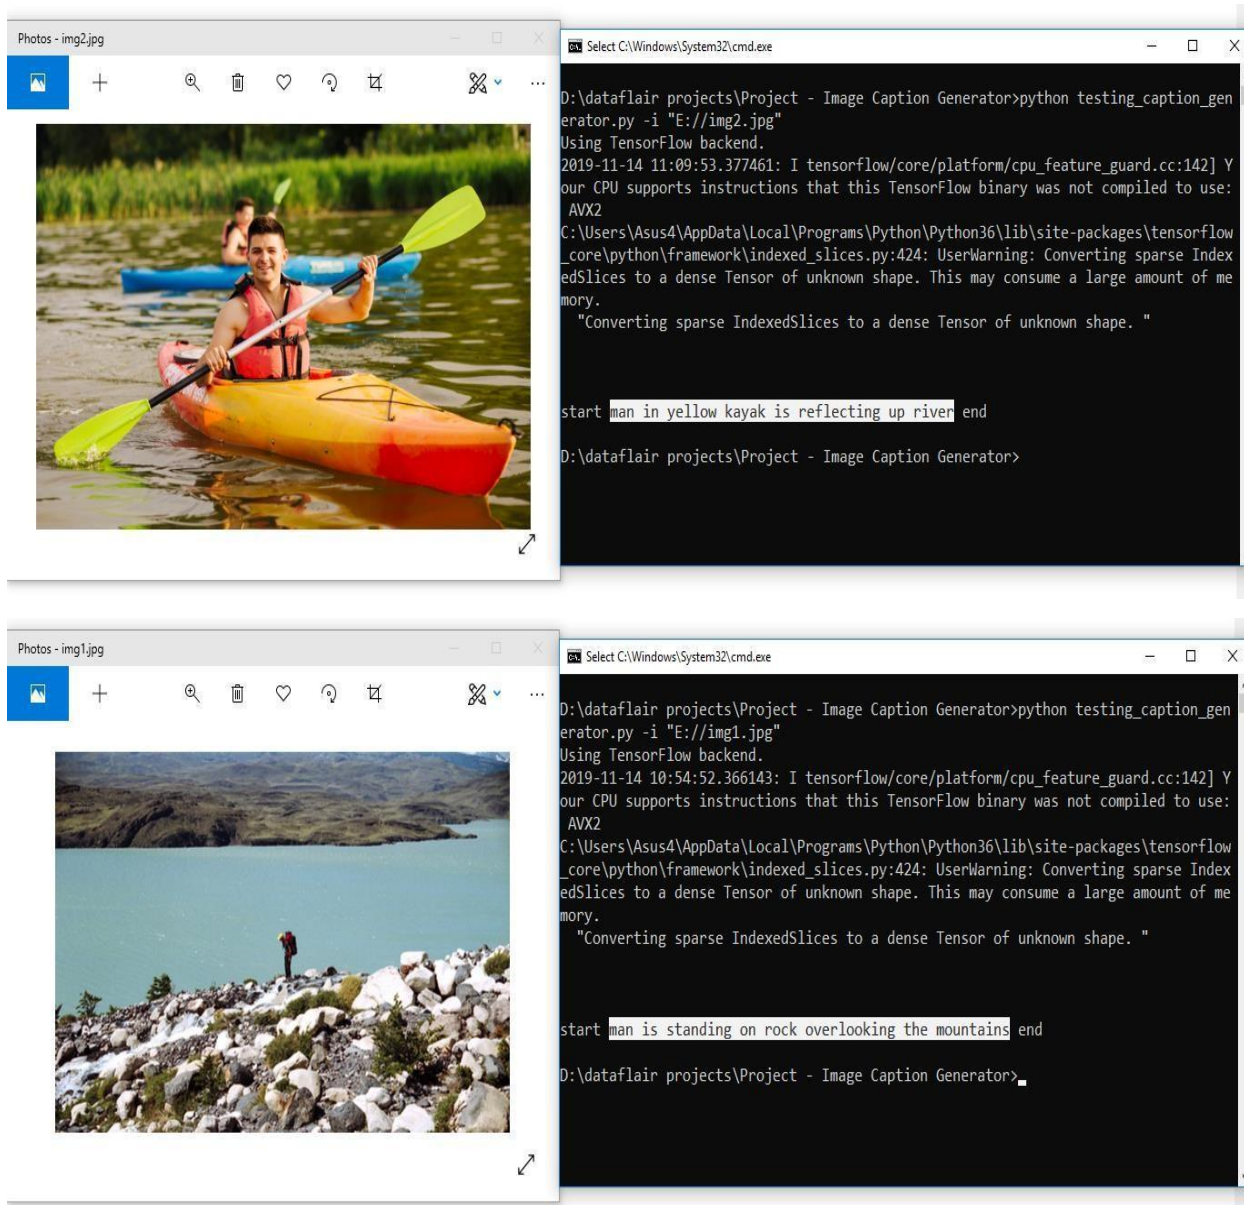 Photos - img2.jpg
Select C:\Windows\System32\cmd.exe
D:\dataflair projects\Project - Image Caption Generator>python testing_caption_gen
erator.py -i "E://img2.jpg"
Using TensorFlow backend.
2019-11-14 11:09:53.377461: I tensorflow/core/platform/cpu_feature_guard.cc:142] Y
our CPU supports instructions that this TensorFlow binary was not compiled to use:
AVX2
C:\Users\Asus4\AppData\Local\Programs\Python\Python36\lib\site-packages\tensorflow
_core\python\framework\indexed_slices.py:424: UserWarning: Converting sparse Index
edSlices to a dense Tensor of unknown shape. This may consume a large amount of me
mory.
"Converting sparse IndexedSlices to a dense Tensor of unknown shape. "
start man in yellow kayak is reflecting up river end
D:\dataflair projects\Project - Image Caption Generator>
Photos - img1.jpg
Select C:\Windows\System32\cmd.exe
D:\dataflair projects\Project - Image Caption Generator>python testing_caption_gen
erator.py -i "E://img1.jpg"
Using TensorFlow backend.
2019-11-14 10:54:52.366143: I tensorflow/core/platform/cpu_feature_guard.cc:142] Y
our CPU supports instructions that this TensorFlow binary was not compiled to use:
AVX2
C:\Users\Asus4\AppData\Local\Programs\Python\Python36\lib\site-packages\tensorflow
_core\python\framework\indexed_slices.py:424: UserWarning: Converting sparse Index
edSlices to a dense Tensor of unknown shape. This may consume a large amount of me
mory.
"Converting sparse IndexedSlices to a dense Tensor of unknown shape. "
start man is standing on rock overlooking the mountains end
D:\dataflair projects\Project - Image Caption Generator>